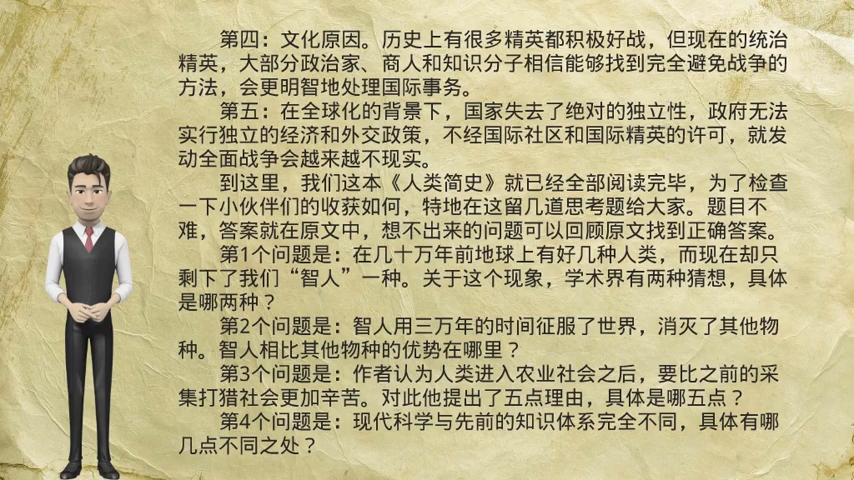 第四：文化原因。历史上有很多精英都积极好战，但现在的统治
精英，大部分政治家、商人和知识分子相信能够找到完全避免战争的
方法，会更明智地处理国际事务。
第五：在全球化的背景下，国家失去了绝对的独立性，政府无法
实行独立的经济和外交政策，不经国际社区和国际精英的许可，就发
动全面战争会越来越不现实。
到这里，我们这本《人类简史》就已经全部阅读完毕，为了检查
一下小伙伴们的收获如何，特地在这留几道思考题给大家。题目不
难，答案就在原文中，想不出来的问题可以回顾原文找到正确答案。
第1个问题是：在几十万年前地球上有好几种人类，而现在却只
剩下了我们“智人”一种。关于这个现象，学术界有两种猜想，具体
是哪两种？
第2个问题是：智人用三万年的时间征服了世界，消灭了其他物
种。智人相比其他物种的优势在哪里？
第3个问题是：作者认为人类进入农业社会之后，要比之前的采
集打猎社会更加辛苦。对此他提出了五点理由，具体是哪五点？
第4个问题是：现代科学与先前的知识体系完全不同，具体有哪
几点不同之处？